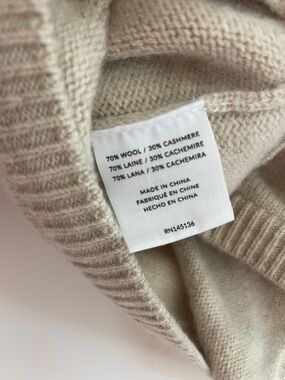 70% WOOL / 30% CASHMERE
70% LAINE / 30% CACHEMIRE
70% LANA / 30% CACHEMIRA
MADE IN CHINA
FABRIQUÉ EN CHINE
HECHO EN CHINA
RN145136